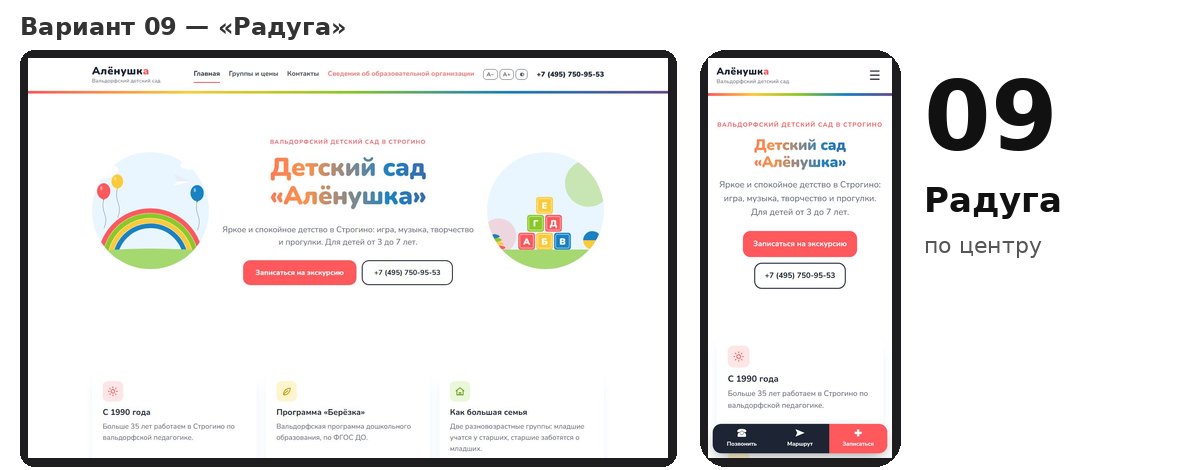 Вариант 09 — «Радуга»
Алёнушка
Вальдорфский детский сад
Главная
Группы и цены
Контакты
Сведения об образовательной организации
А−
А+
+7 (495) 750-95-53
ВАЛЬДОРФСКИЙ ДЕТСКИЙ САД В СТРОГИНО
Детский сад
«Алёнушка»
Яркое и спокойное детство в Строгино: игра, музыка, творчество
и прогулки. Для детей от 3 до 7 лет.
Записаться на экскурсию
+7 (495) 750-95-53
Е
Г Д
А Б В
С 1990 года
Больше 35 лет работаем в Строгино по
вальдорфской педагогике.
Программа «Берёзка»
Вальдорфская программа дошкольного
образования, по ФГОС ДО.
Как большая семья
Две разновозрастные группы: младшие
учатся у старших, старшие заботятся о
младших.
Алёнушка
Вальдорфский детский сад
ВАЛЬДОРФСКИЙ ДЕТСКИЙ САД В СТРОГИНО
Детский сад
«Алёнушка»
Яркое и спокойное детство в Строгино:
игра, музыка, творчество и прогулки.
Для детей от 3 до 7 лет.
Записаться на экскурсию
+7 (495) 750-95-53
С 1990 года
Больше 35 лет работаем в Строгино по
вальдорфской педагогике.
Позвонить
Маршрут
Записаться
09
Радуга
по центру